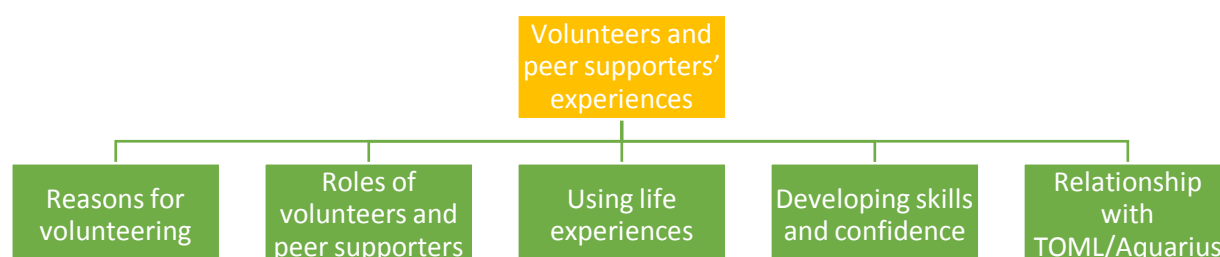 Volunteers and
peer supporters'
experiences
Reasons for
volunteering
Roles of
volunteers and
peer supporters
Using life
experiences
Developing skills
and confidence
Relationship
with
TOML/Aquarius